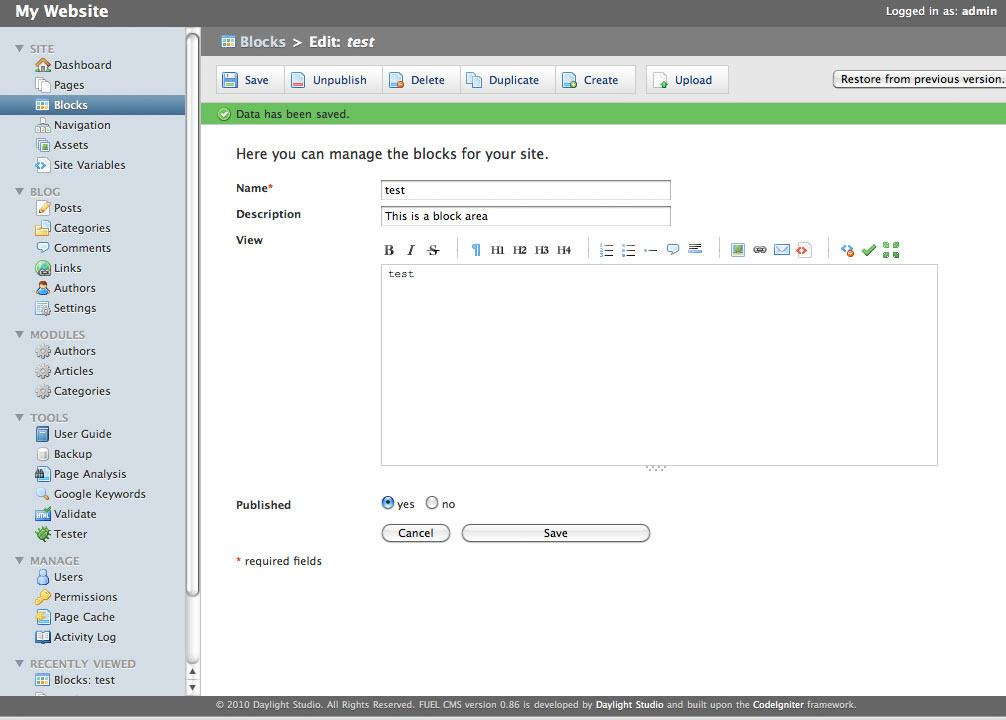 My Website
Logged in as: admin
SITE
Dashboard
Pages
Blocks
Navigation
Assets
Site Variables
BLOG
Posts
Categories
Comments
Links
Authors
Settings
MODULES
Authors
Articles
Categories
TOOLS
User Guide
Backup
Page Analysis
Google Keywords
Validate
Tester
MANAGE
Users
Permissions
Page Cache
Activity Log
RECENTLY VIEWED
Blocks: test
Blocks > Edit: test
Save Unpublish Delete Duplicate Create Upload Restore from previous version.
Data has been saved.
Here you can manage the blocks for your site.
Name* test
Description This is a block area
View
B I S ¶ H1 H2 H3 H4
test
Published yes no
Cancel Save
* required fields
© 2010 Daylight Studio. All Rights Reserved. FUEL CMS version 0.86 is developed by Daylight Studio and built upon the CodeIgniter framework.